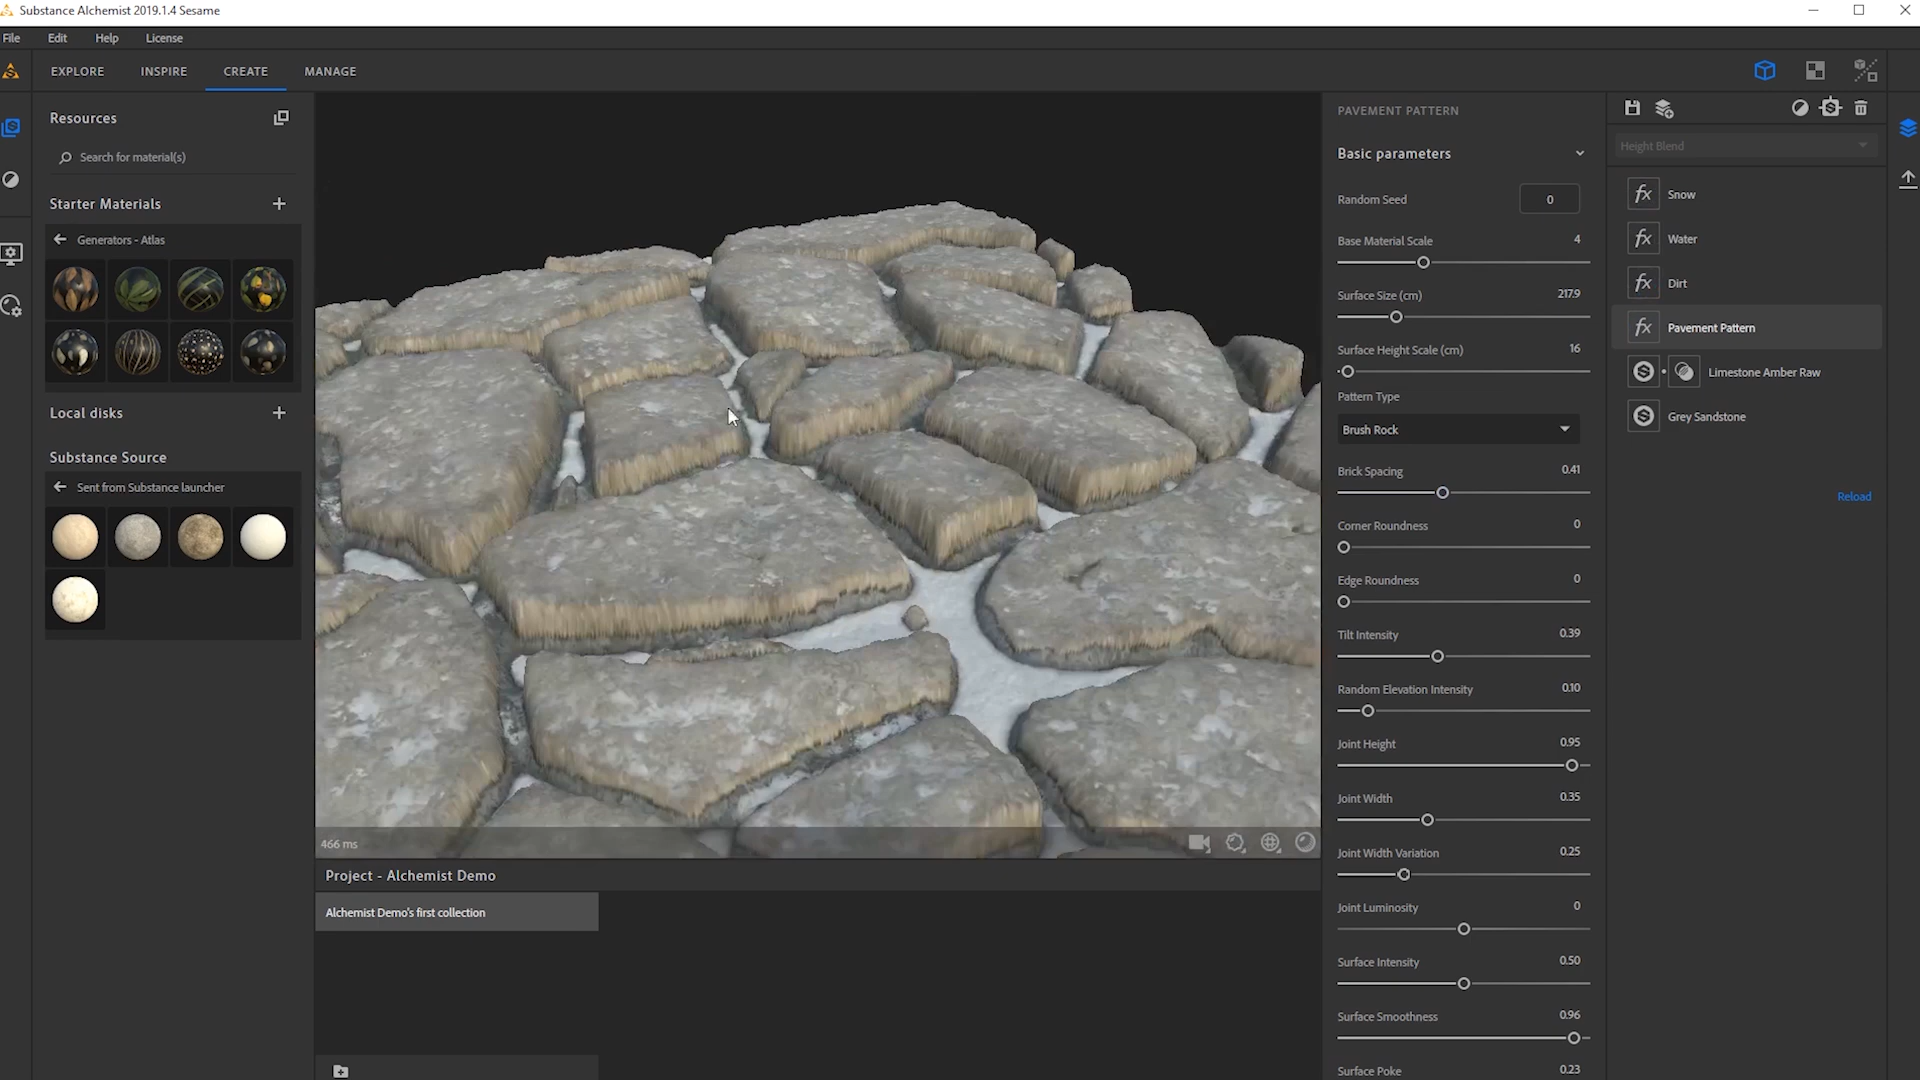 Substance Alchemist 2019.1.4 Sesame
File Edit Help License
EXPLORE INSPIRE CREATE MANAGE
Resources
Search for material(s)
Starter Materials
Generators - Atlas
Local disks
Substance Source
Sent from Substance launcher
466 ms
Project - Alchemist Demo
Alchemist Demo's first collection
PAVEMENT PATTERN
Basic parameters
Random Seed 0
Base Material Scale 4
Surface Size (cm) 217.9
Surface Height Scale (cm) 16
Pattern Type
Brush Rock
Brick Spacing 0.41
Corner Roundness 0
Edge Roundness 0
Tilt Intensity 0.39
Random Elevation Intensity 0.10
Joint Height 0.95
Joint Width 0.35
Joint Width Variation 0.25
Joint Luminosity 0
Surface Intensity 0.50
Surface Smoothness 0.96
Surface Poke 0.23
Height Blend
fx Snow
fx Water
fx Dirt
fx Pavement Pattern
Limestone Amber Raw
Grey Sandstone
Reload